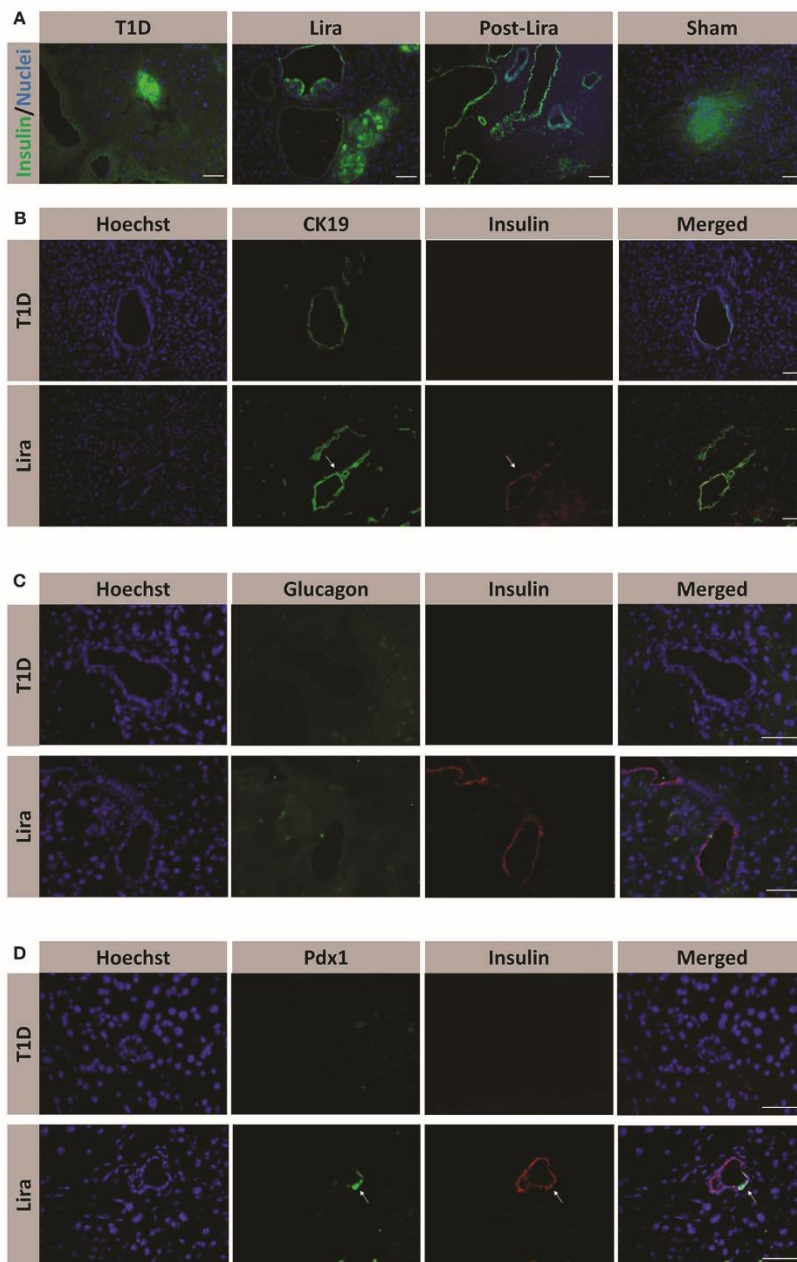 A
T1D Lira Post-Lira Sham
Insulin/Nuclei
B
Hoechst CK19 Insulin Merged
T1D
Lira
C
Hoechst Glucagon Insulin Merged
T1D
Lira
D
Hoechst Pdx1 Insulin Merged
T1D
Lira